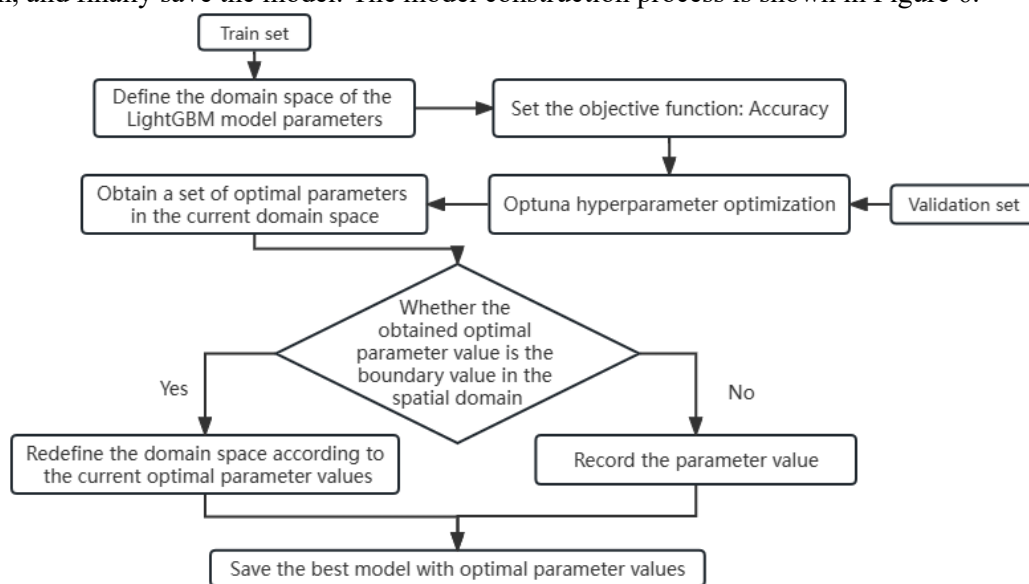 and finally save the model. The model construction process is shown in Figure 6.
Train set
Define the domain space of the
LightGBM model parameters
Set the objective function: Accuracy
Obtain a set of optimal parameters
in the current domain space
Optuna hyperparameter optimization
Validation set
Whether the
obtained optimal
parameter value is the
boundary value in the
spatial domain
Yes
No
Redefine the domain space according to
the current optimal parameter values
Record the parameter value
Save the best model with optimal parameter values